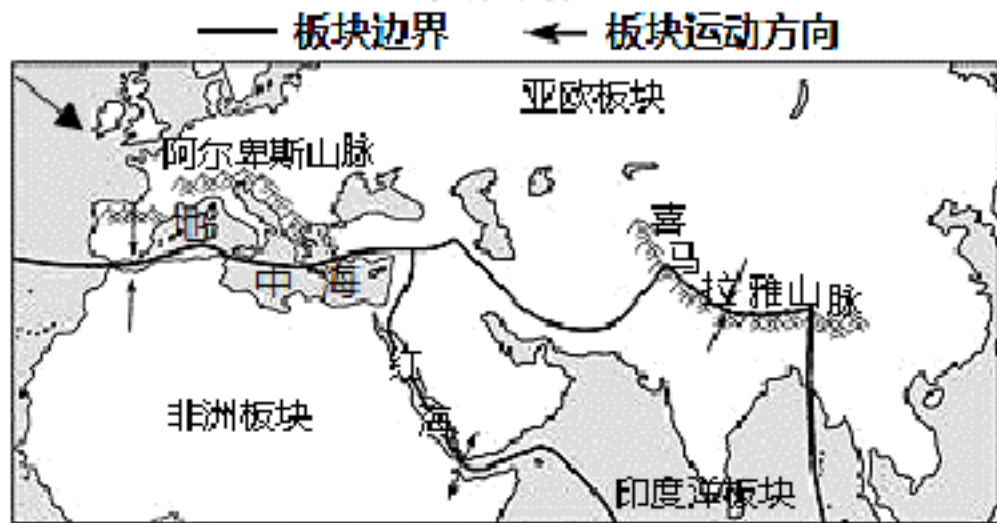 板块边界 板块运动方向
亚欧板块
阿尔卑斯山脉
地中海
喜马拉雅山脉
红海
非洲板块
印度洋板块